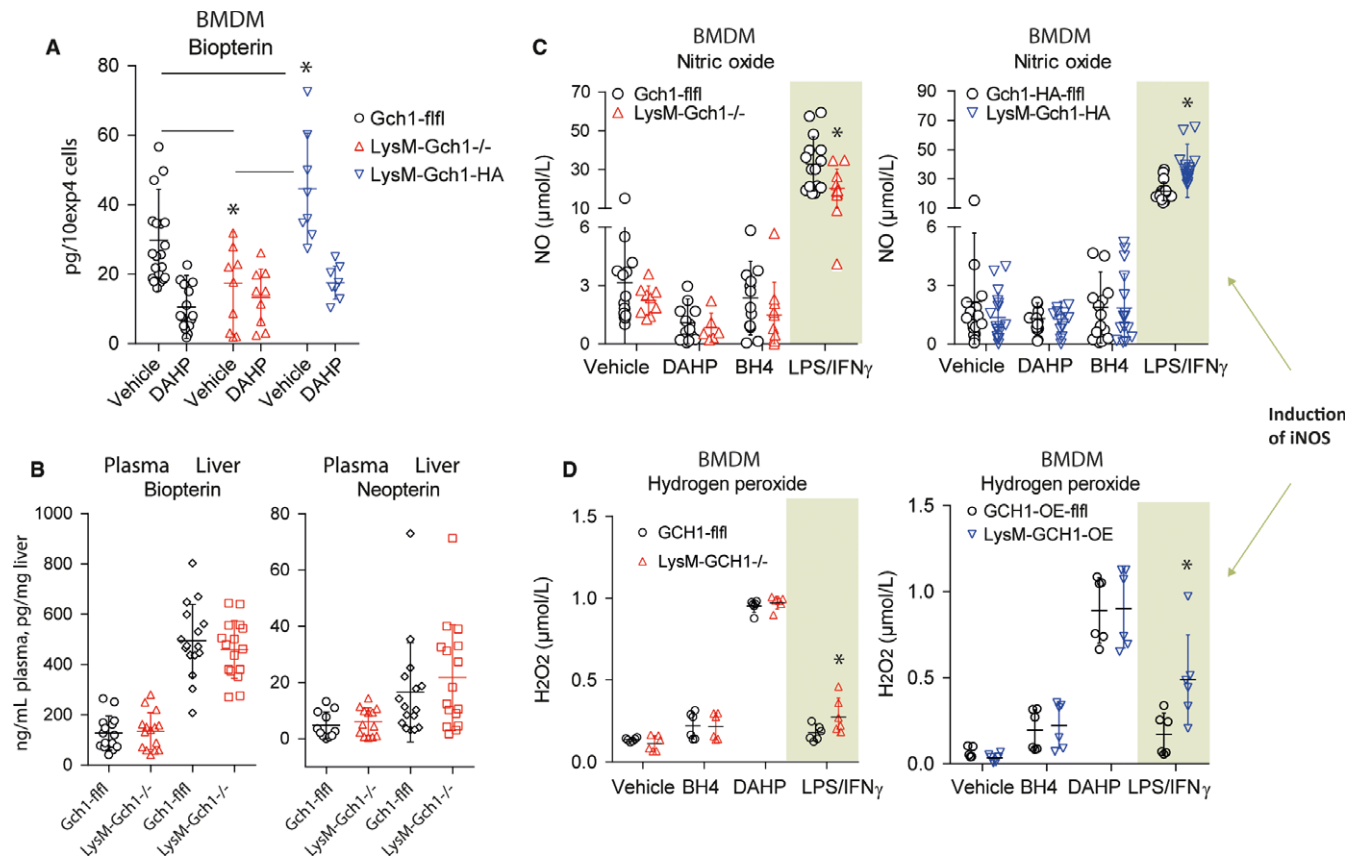 A
BMDM
Biopterin
*
*
pg/10exp4 cells
80
60
40
20
0
Gch1-flfl
LysM-Gch1-/-
LysM-Gch1-HA
Vehicle
DAHP
Vehicle
DAHP
Vehicle
DAHP
C
BMDM
Nitric oxide
Gch1-flfl
LysM-Gch1-/-
*
NO (µmol/L)
70
50
30
10
6
3
0
Vehicle DAHP BH4 LPS/IFNγ
BMDM
Nitric oxide
Gch1-HA-flfl
LysM-Gch1-HA
*
NO (µmol/L)
90
70
50
30
10
6
3
0
Vehicle DAHP BH4 LPS/IFNγ
Induction
of iNOS
B
Plasma Liver
Biopterin
ng/mL plasma, pg/mg liver
1000
800
600
400
200
0
Gch1-flfl
LysM-Gch1-/-
Gch1-flfl
LysM-Gch1-/-
Plasma Liver
Neopterin
80
60
40
20
0
Gch1-flfl
LysM-Gch1-/-
Gch1-flfl
LysM-Gch1-/-
D
BMDM
Hydrogen peroxide
GCH1-flfl
LysM-GCH1-/-
*
H2O2 (µmol/L)
1.5
1.0
0.5
0.0
Vehicle BH4 DAHP LPS/IFNγ
BMDM
Hydrogen peroxide
GCH1-OE-flfl
LysM-GCH1-OE
*
H2O2 (µmol/L)
1.5
1.0
0.5
0.0
Vehicle BH4 DAHP LPS/IFNγ